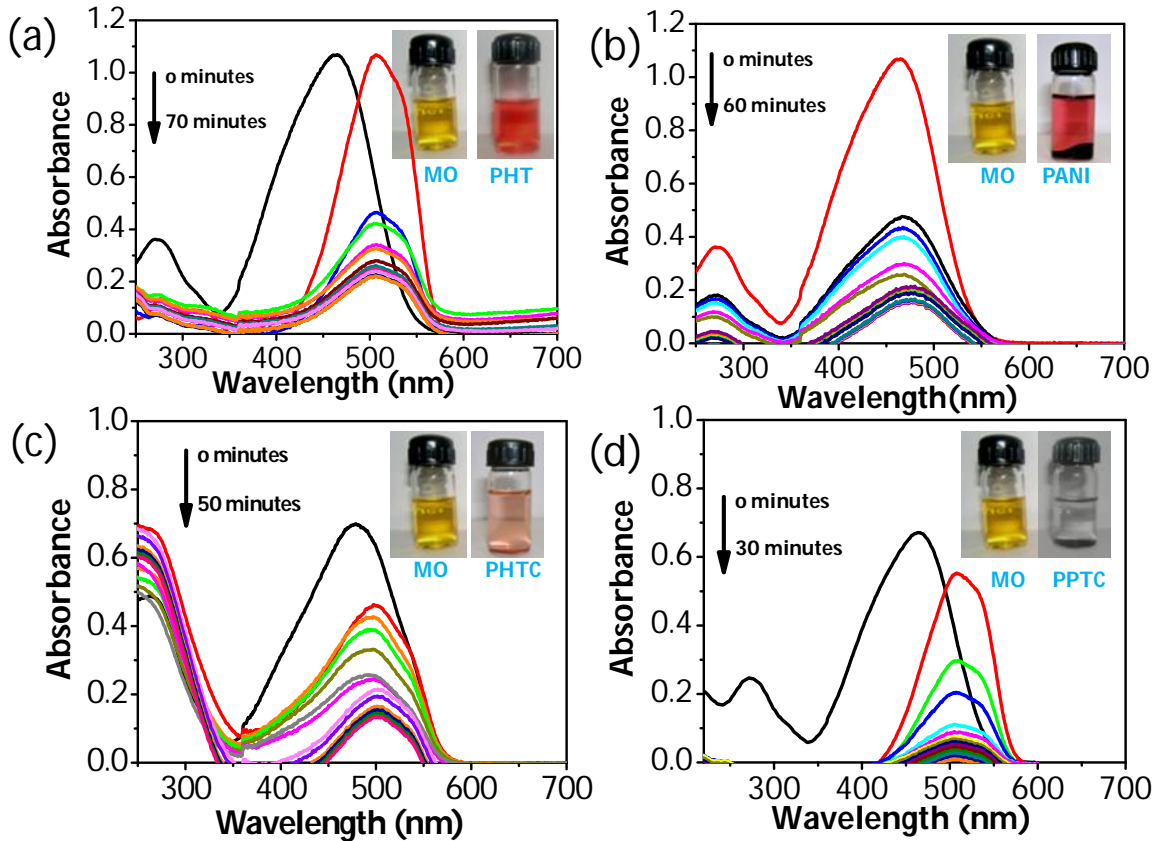 (a)
1.2
1.0
0.8
0.6
0.4
0.2
0.0
Absorbance
o minutes
70 minutes
MO PHT
300 400 500 600 700
Wavelength (nm)
(b)
1.2
1.0
0.8
0.6
0.4
0.2
0.0
Absorbance
o minutes
60 minutes
MO PANI
300 400 500 600 700
Wavelength(nm)
(c)
1.0
0.8
0.6
0.4
0.2
0.0
Absorbance
o minutes
50 minutes
MO PHTC
300 400 500 600 700
Wavelength (nm)
(d)
1.0
0.8
0.6
0.4
0.2
0.0
Absorbance
o minutes
30 minutes
MO PPTC
300 400 500 600 700
Wavelength (nm)